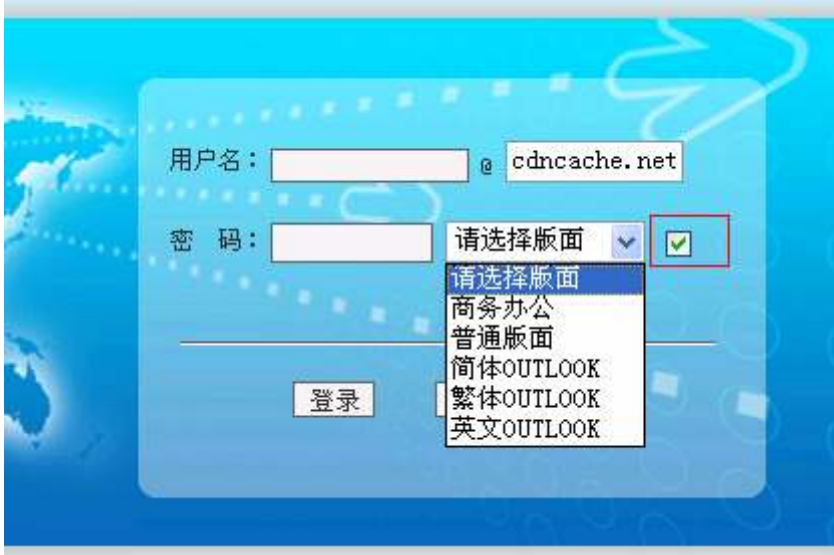 用户名： @ cdncache.net
密 码： 请选择版面
请选择版面
商务办公
普通版面
简体OUTLOOK
登录 繁体OUTLOOK
英文OUTLOOK